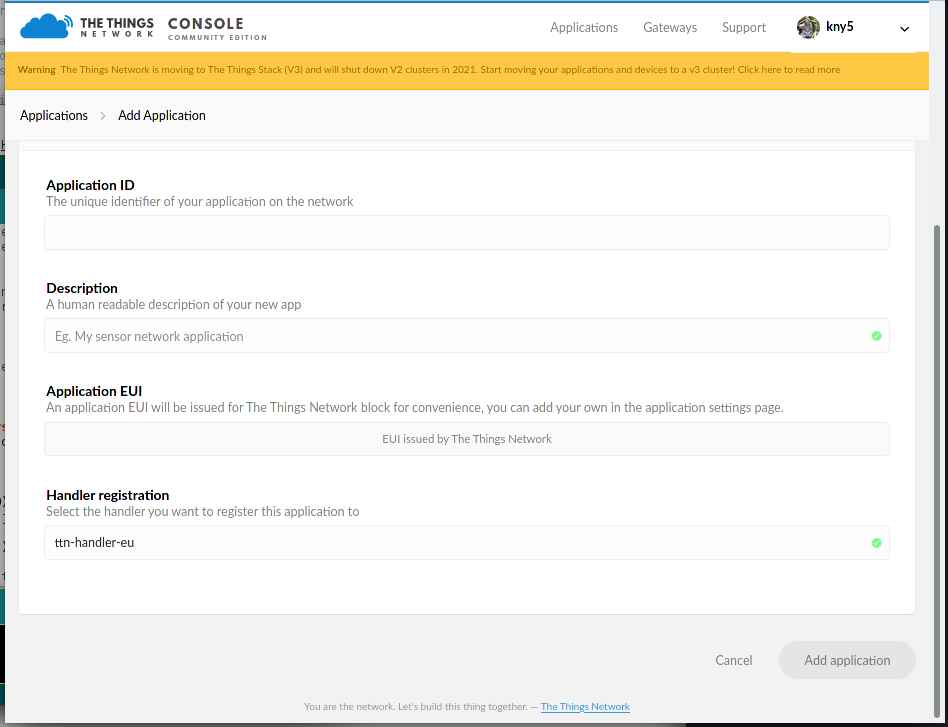 THE THINGS
NETWORK
CONSOLE
COMMUNITY EDITION
Applications Gateways Support kny5
Warning The Things Network is moving to The Things Stack (V3) and will shut down V2 clusters in 2021. Start moving your applications and devices to a v3 cluster! Click here to read more
Applications > Add Application
Application ID
The unique identifier of your application on the network
Description
A human readable description of your new app
Eg. My sensor network application
Application EUI
An application EUI will be issued for The Things Network block for convenience, you can add your own in the application settings page.
EUI issued by The Things Network
Handler registration
Select the handler you want to register this application to
ttn-handler-eu
Cancel Add application
You are the network. Let's build this thing together. — The Things Network